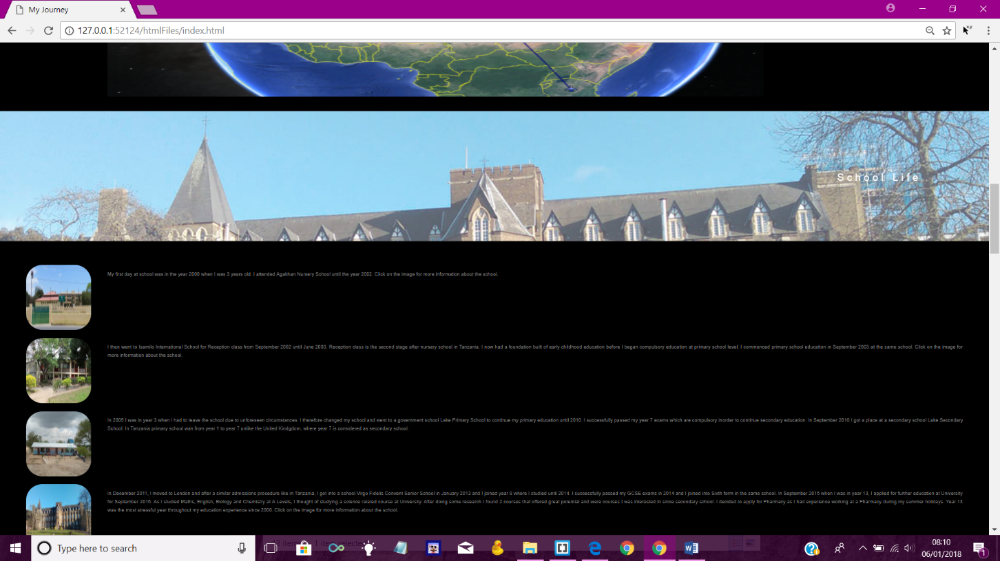 My Journey
127.0.0.1:52124/htmlFiles/index.html
School Life
My first day at school was in the year 2000 when I was 3 years old. I attended Agakhan Nursery School until the year 2002. Click on the image for more information about the school.
I then went to Isamilo International School for Reception class from September 2002 until June 2003. Reception class is the second stage after nursery school in Tanzania. I now had a foundation built of early childhood education before I began compulsory education at primary school level. I commenced primary school education in September 2003 at the same school. Click on the image for
more information about the school.
In 2005 I was in year 3 when I had to leave the school due to unforeseen circumstances. I therefore changed my school and went to a government school Lake Primary School to continue my primary education until 2010. I successfully passed my year 7 exams which are compulsory inorder to continue secondary education. In September 2010 I got a place at a secondary school Lake Secondary
School. In Tanzania primary school was from year 1 to year 7 unlike the United Kindgdom, where year 7 is considered as secondary school.
In December 2011, I moved to London and after a similar admissions procedure like in Tanzania, I got into a school Virgo Fidelis Convent Senior School in January 2012 and I joined year 9 where I studied until 2014. I successfully passed my GCSE exams in 2014 and I joined into Sixth form in the same school. In September 2015 when I was in year 13, I applied for further education at University
for September 2016. As I studied Maths, English, Biology and Chemistry at A Levels, I thought of studying a science related course at University. After doing some research I found 2 courses that offered great potential and were courses I was interested in since secondary school. I decided to apply for Pharmacy as I had experience working at a Pharmacy during my summer holidays. Year 13
was the most stressful year throughout my education experience since 2000. Click on the image for more information about the school.
Type here to search
08:10
06/01/2018
1